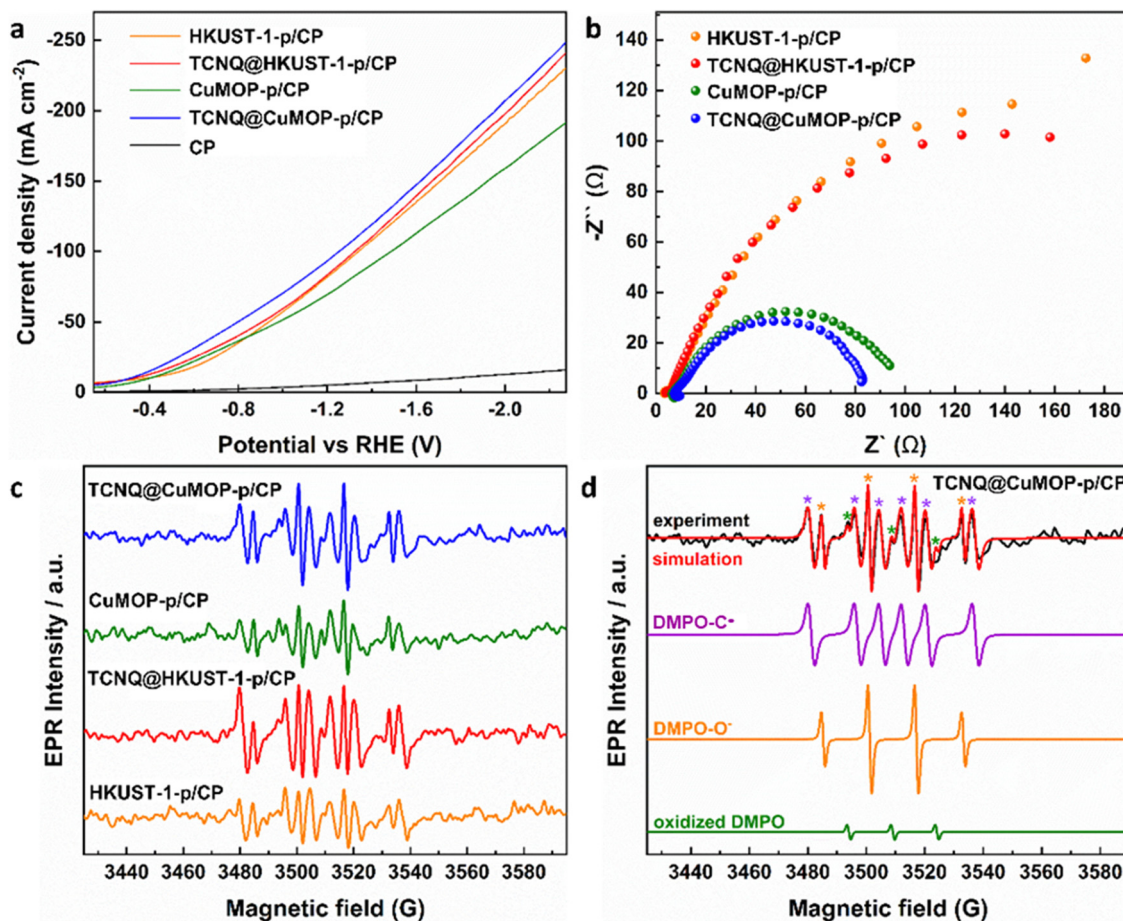 a
HKUST-1-p/CP
TCNQ@HKUST-1-p/CP
CuMOP-p/CP
TCNQ@CuMOP-p/CP
CP
-250
-200
-150
-100
-50
0
-0.4 -0.8 -1.2 -1.6 -2.0
Current density (mA cm⁻²)
Potential vs RHE (V)
b
HKUST-1-p/CP
TCNQ@HKUST-1-p/CP
CuMOP-p/CP
TCNQ@CuMOP-p/CP
140
120
100
80
60
40
20
0
0 20 40 60 80 100 120 140 160 180
-Z`` (Ω)
Z` (Ω)
c
TCNQ@CuMOP-p/CP
CuMOP-p/CP
TCNQ@HKUST-1-p/CP
HKUST-1-p/CP
3440 3460 3480 3500 3520 3540 3560 3580
EPR Intensity / a.u.
Magnetic field (G)
d
TCNQ@CuMOP-p/CP
* * * * * * * * * * * *
* experiment
simulation
DMPO-C•
DMPO-O⁻
oxidized DMPO
3440 3460 3480 3500 3520 3540 3560 3580
EPR Intensity / a.u.
Magnetic field (G)